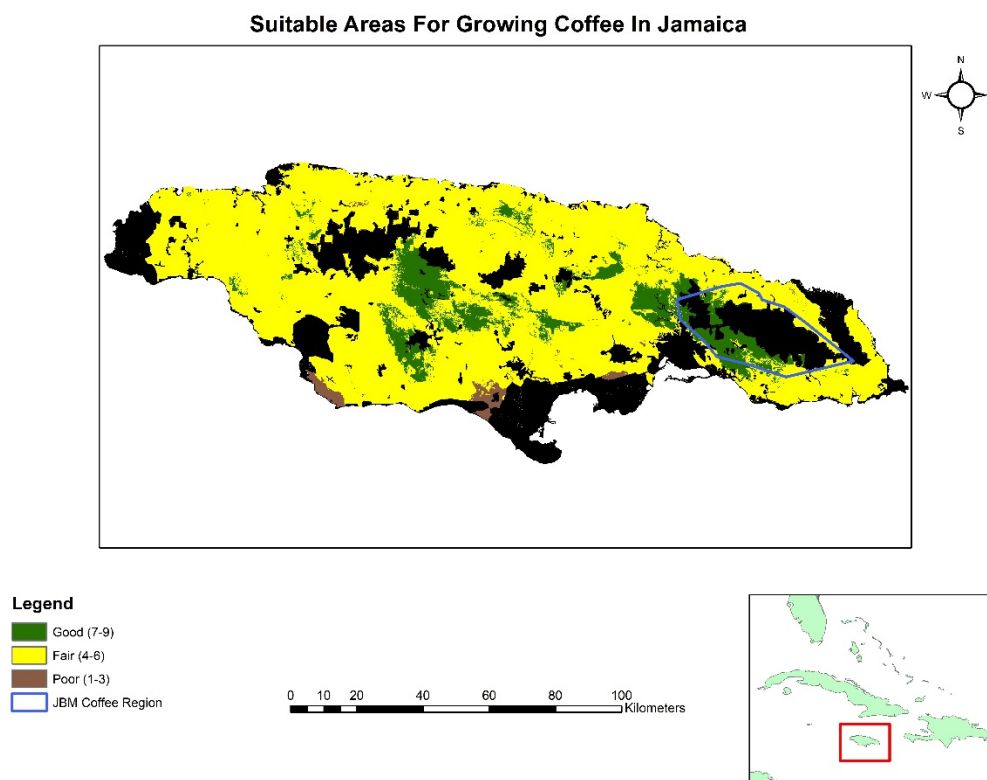 Suitable Areas For Growing Coffee In Jamaica
N
W
S
Legend
Good (7-9)
Fair (4-6)
Poor (1-3)
JBM Coffee Region
0 10 20 40 60 80 100
Kilometers